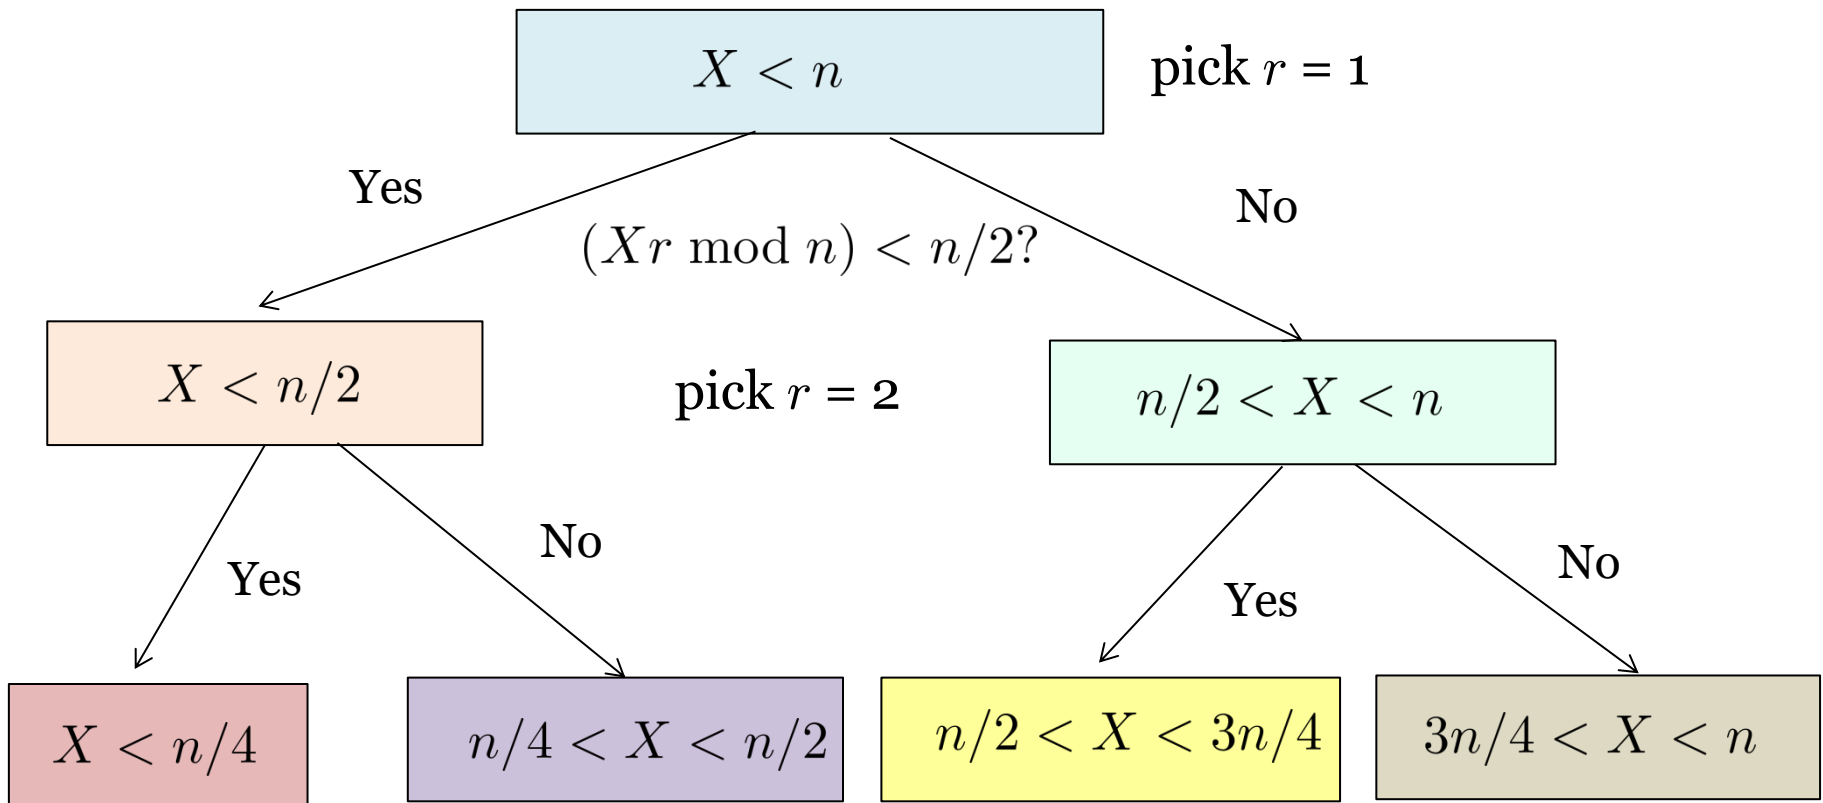 X < n
pick r = 1
Yes
No
(Xr mod n) < n/2?
X < n/2
pick r = 2
n/2 < X < n
Yes
No
Yes
No
X < n/4
n/4 < X < n/2
n/2 < X < 3n/4
3n/4 < X < n